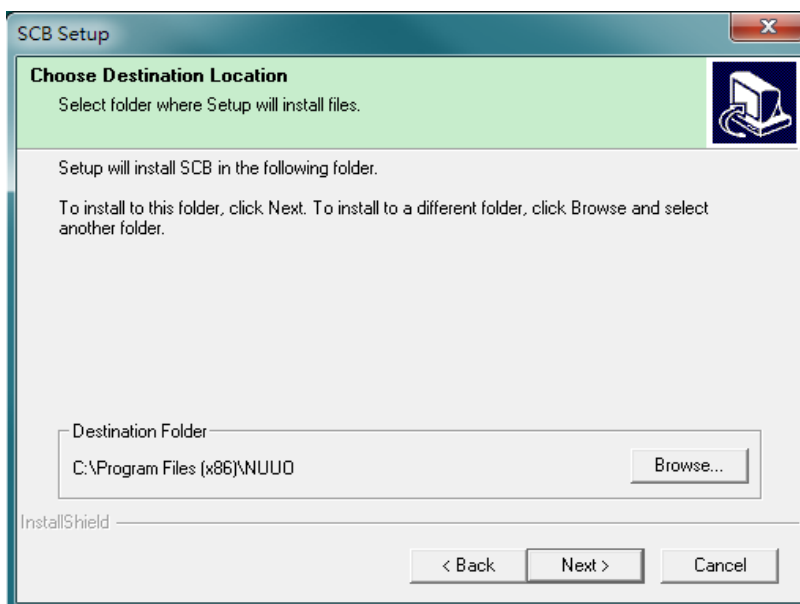 SCB Setup
Choose Destination Location
Select folder where Setup will install files.
Setup will install SCB in the following folder.
To install to this folder, click Next. To install to a different folder, click Browse and select
another folder.
Destination Folder
C:\Program Files (x86)\NUUO
Browse...
InstallShield
< Back
Next >
Cancel